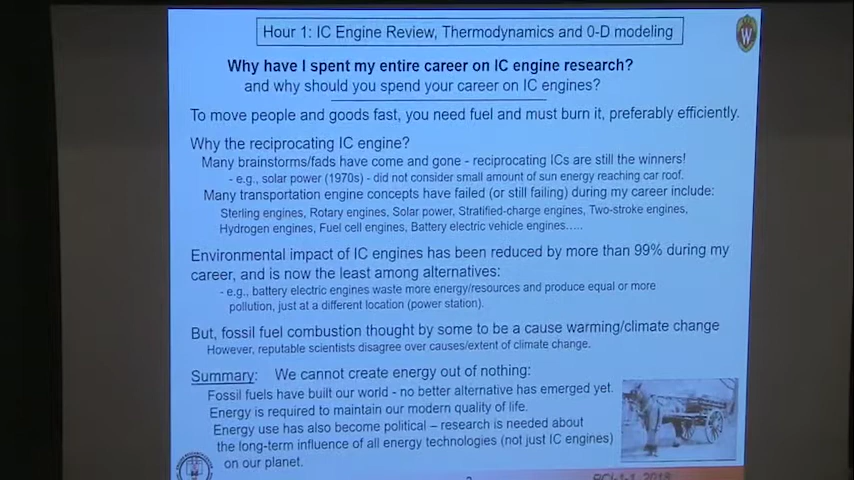 Hour 1: IC Engine Review, Thermodynamics and 0-D modeling
W
Why have I spent my entire career on IC engine research?
and why should you spend your career on IC engines?
To move people and goods fast, you need fuel and must burn it, preferably efficiently.
Why the reciprocating IC engine?
Many brainstorms/fads have come and gone - reciprocating ICs are still the winners!
- e.g., solar power (1970s) - did not consider small amount of sun energy reaching car roof.
Many transportation engine concepts have failed (or still failing) during my career include:
Sterling engines, Rotary engines, Solar power, Stratified-charge engines, Two-stroke engines,
Hydrogen engines, Fuel cell engines, Battery electric vehicle engines.....
Environmental impact of IC engines has been reduced by more than 99% during my
career, and is now the least among alternatives:
- e.g., battery electric engines waste more energy/resources and produce equal or more
pollution, just at a different location (power station).
But, fossil fuel combustion thought by some to be a cause warming/climate change
However, reputable scientists disagree over causes/extent of climate change.
Summary: We cannot create energy out of nothing:
Fossil fuels have built our world - no better alternative has emerged yet.
Energy is required to maintain our modern quality of life.
Energy use has also become political – research is needed about
the long-term influence of all energy technologies (not just IC engines)
on our planet.